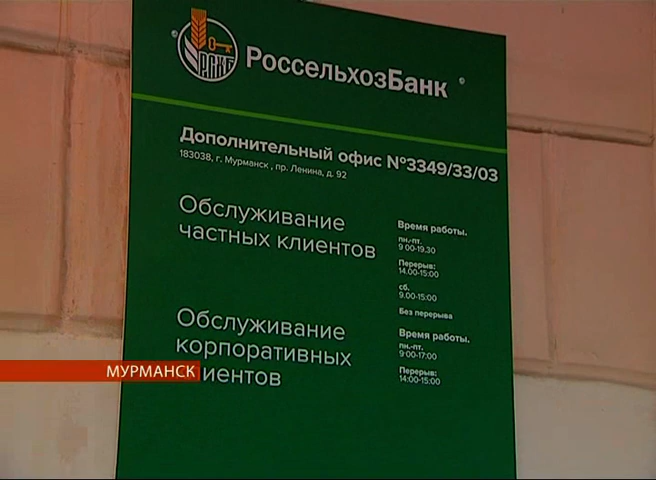 РСХБ
РоссельхозБанк
Дополнительный офис №3349/33/03
183038, г. Мурманск , пр. Ленина, д. 92
Обслуживание
частных клиентов
Время работы.
пн.-пт.
9 00-19.30
Перерыв:
14.00-15:00
сб.
9.00-15:00
Без перерыва
Обслуживание
корпоративных
лиентов
Время работы.
пн.-пт.
9:00-17:00
Перерыв:
14:00-15:00
МУРМАНСК